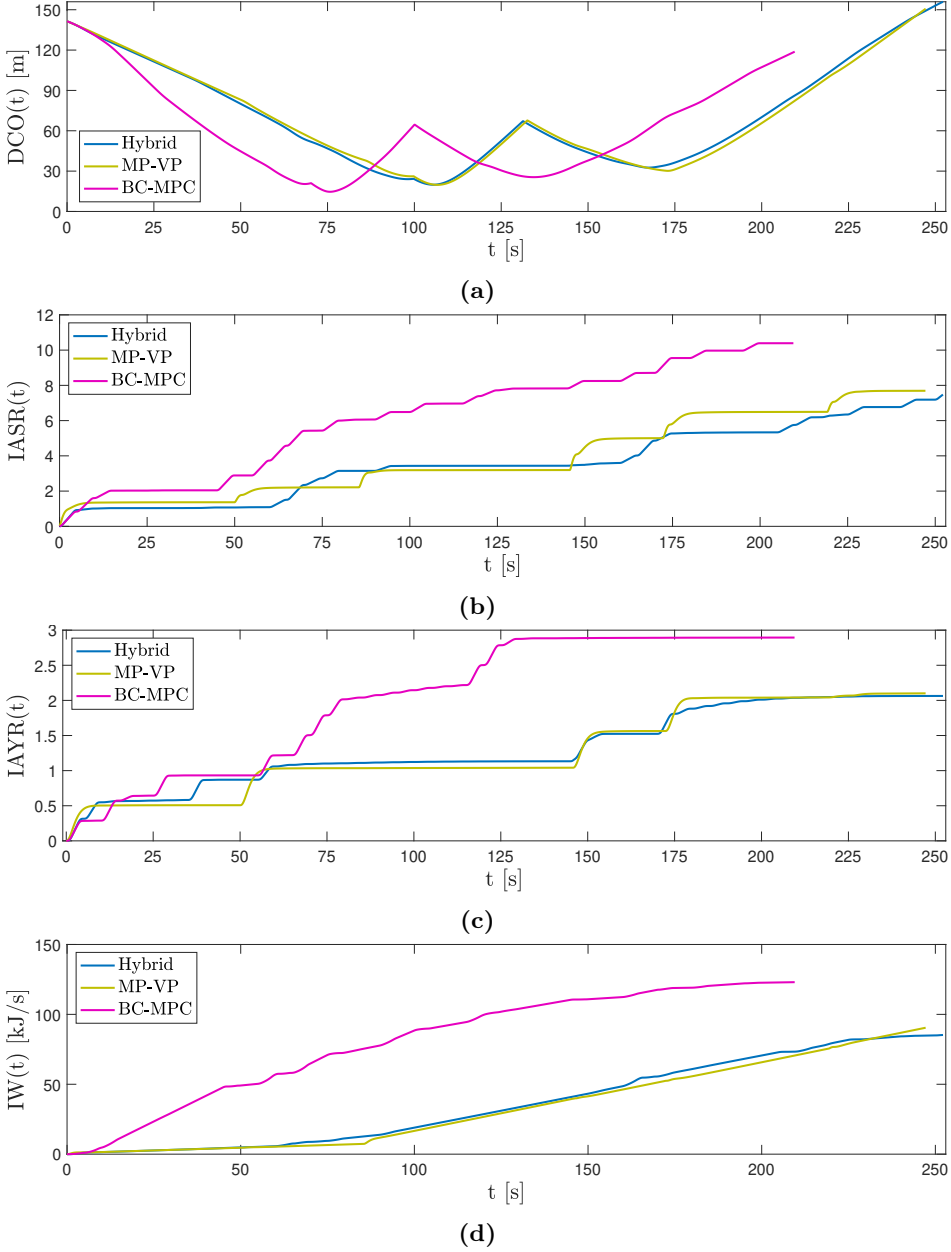 150
120
90
60
30
0
DCO(t) [m]
Hybrid
MP-VP
BC-MPC
0 25 50 75 100 125 150 175 200 225 250
t [s]
(a)
12
10
8
6
4
2
0
IASR(t)
Hybrid
MP-VP
BC-MPC
0 25 50 75 100 125 150 175 200 225 250
t [s]
(b)
3
2.5
2
1.5
1
0.5
0
IAYR(t)
Hybrid
MP-VP
BC-MPC
0 25 50 75 100 125 150 175 200 225 250
t [s]
(c)
150
100
50
0
IW(t) [kJ/s]
Hybrid
MP-VP
BC-MPC
0 50 100 150 200 250
t [s]
(d)